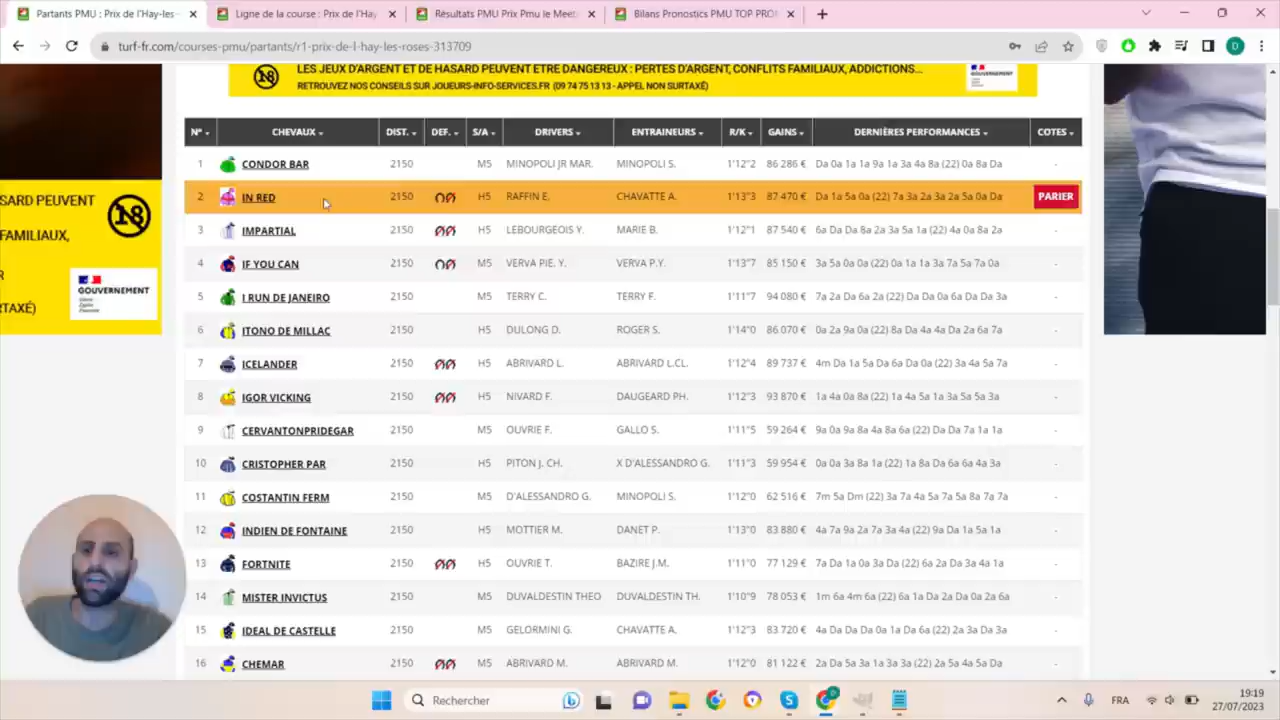 Partants PMU : Prix de l'Hay-les-
Ligne de la course : Prix de l'Hay
Résultats PMU Prix Pmu le Meet
Bilans Pronostics PMU TOP PRO
turf-fr.com/courses-pmu/partants/r1-prix-de-l-hay-les-roses-313709
D
18
LES JEUX D'ARGENT ET DE HASARD PEUVENT ETRE DANGEREUX : PERTES D'ARGENT, CONFLITS FAMILIAUX, ADDICTIONS...
RETROUVEZ NOS CONSEILS SUR JOUEURS-INFO-SERVICES.FR (09 74 75 13 13 - APPEL NON SURTAXÉ)
GOUVERNEMENT
SARD PEUVENT
FAMILIAUX,
R
TAXÉ)
18
GOUVERNEMENT
N° CHEVAUX DIST. DEF. S/A DRIVERS ENTRAINEURS R/K GAINS DERNIÈRES PERFORMANCES COTES
1 CONDOR BAR 2150 M5 MINOPOLI JR MAR. MINOPOLI S. 1'12"2 86 286 € Da 0a 1a 1a 9a 1a 3a 4a 8a (22) 0a 8a Da -
2 IN RED 2150 H5 RAFFIN E. CHAVATTE A. 1'13"3 87 470 € Da 1a 5a 0a (22) 7a 3a 2a 3a 2a 5a 0a Da PARIER
3 IMPARTIAL 2150 H5 LEBOURGEOIS Y. MARIE B. 1'12"1 87 540 € 6a Da Da 8a 2a 3a 5a 1a (22) 4a 0a 8a 2a -
4 IF YOU CAN 2150 M5 VERVA PIE. Y. VERVA P.Y. 1'13"7 85 150 € 3a 5a 0a 0a (22) 0a 1a 1a 3a 7a 5a 7a 0a -
5 I RUN DE JANEIRO 2150 M5 TERRY C. TERRY F. 1'11"7 94 080 € 7a 2a Da 6a 2a (22) Da Da 0a 6a Da Da 3a -
6 ITONO DE MILLAC 2150 H5 DULONG D. ROGER S. 1'14"0 86 070 € 0a 2a 9a 0a (22) 8a Da 4a 4a Da 2a 6a 7a -
7 ICELANDER 2150 H5 ABRIVARD L. ABRIVARD L.CL. 1'12"4 89 737 € 4m Da 1a 5a Da 6a Da 0a (22) 3a 4a 5a 7a -
8 IGOR VICKING 2150 H5 NIVARD F. DAUGEARD PH. 1'12"3 93 870 € 1a 4a 0a 8a (22) 1a 4a 5a 1a 3a 5a 5a 3a -
9 CERVANTONPRIDEGAR 2150 M5 OUVRIE F. GALLO S. 1'11"5 59 264 € 9a 0a 9a 8a 4a 8a 6a (22) Da Da 7a 1a 1a -
10 CRISTOPHER PAR 2150 H5 PITON J. CH. X D'ALESSANDRO G. 1'11"3 59 954 € 0a 0a 3a 8a 1a (22) 1a 8a Da 6a 6a 4a 3a -
11 COSTANTIN FERM 2150 M5 D'ALESSANDRO G. MINOPOLI S. 1'12"0 62 516 € 7m 5a Dm (22) 3a 7a 4a 5a 7a 5a 8a 7a 7a -
12 INDIEN DE FONTAINE 2150 H5 MOTTIER M. DANET P. 1'13"0 83 880 € 4a 7a 9a 2a 7a 3a 4a (22) 9a Da 1a 5a 1a -
13 FORTNITE 2150 H5 OUVRIE T. BAZIRE J.M. 1'11"0 77 129 € 7a Da 1a 0a 3a Da (22) 6a 2a Da 3a 4a 1a -
14 MISTER INVICTUS 2150 M5 DUVALDESTIN THEO DUVALDESTIN TH. 1'10"9 78 053 € 1m 6a 4m 6a (22) 6a 1a Da 2a Da 0a 2a 6a -
15 IDEAL DE CASTELLE 2150 M5 GELORMINI G. CHAVATTE A. 1'12"3 83 720 € 4a Da Da Da 0a 1a Da 6a (22) 2a 3a Da 3a -
16 CHEMAR 2150 M5 ABRIVARD M. ABRIVARD M. 1'12"0 81 122 € 2a Da 5a 3a 1a 3a 3a (22) 2a 5a 4a 5a Da -
Rechercher
FRA
19:19
27/07/2023